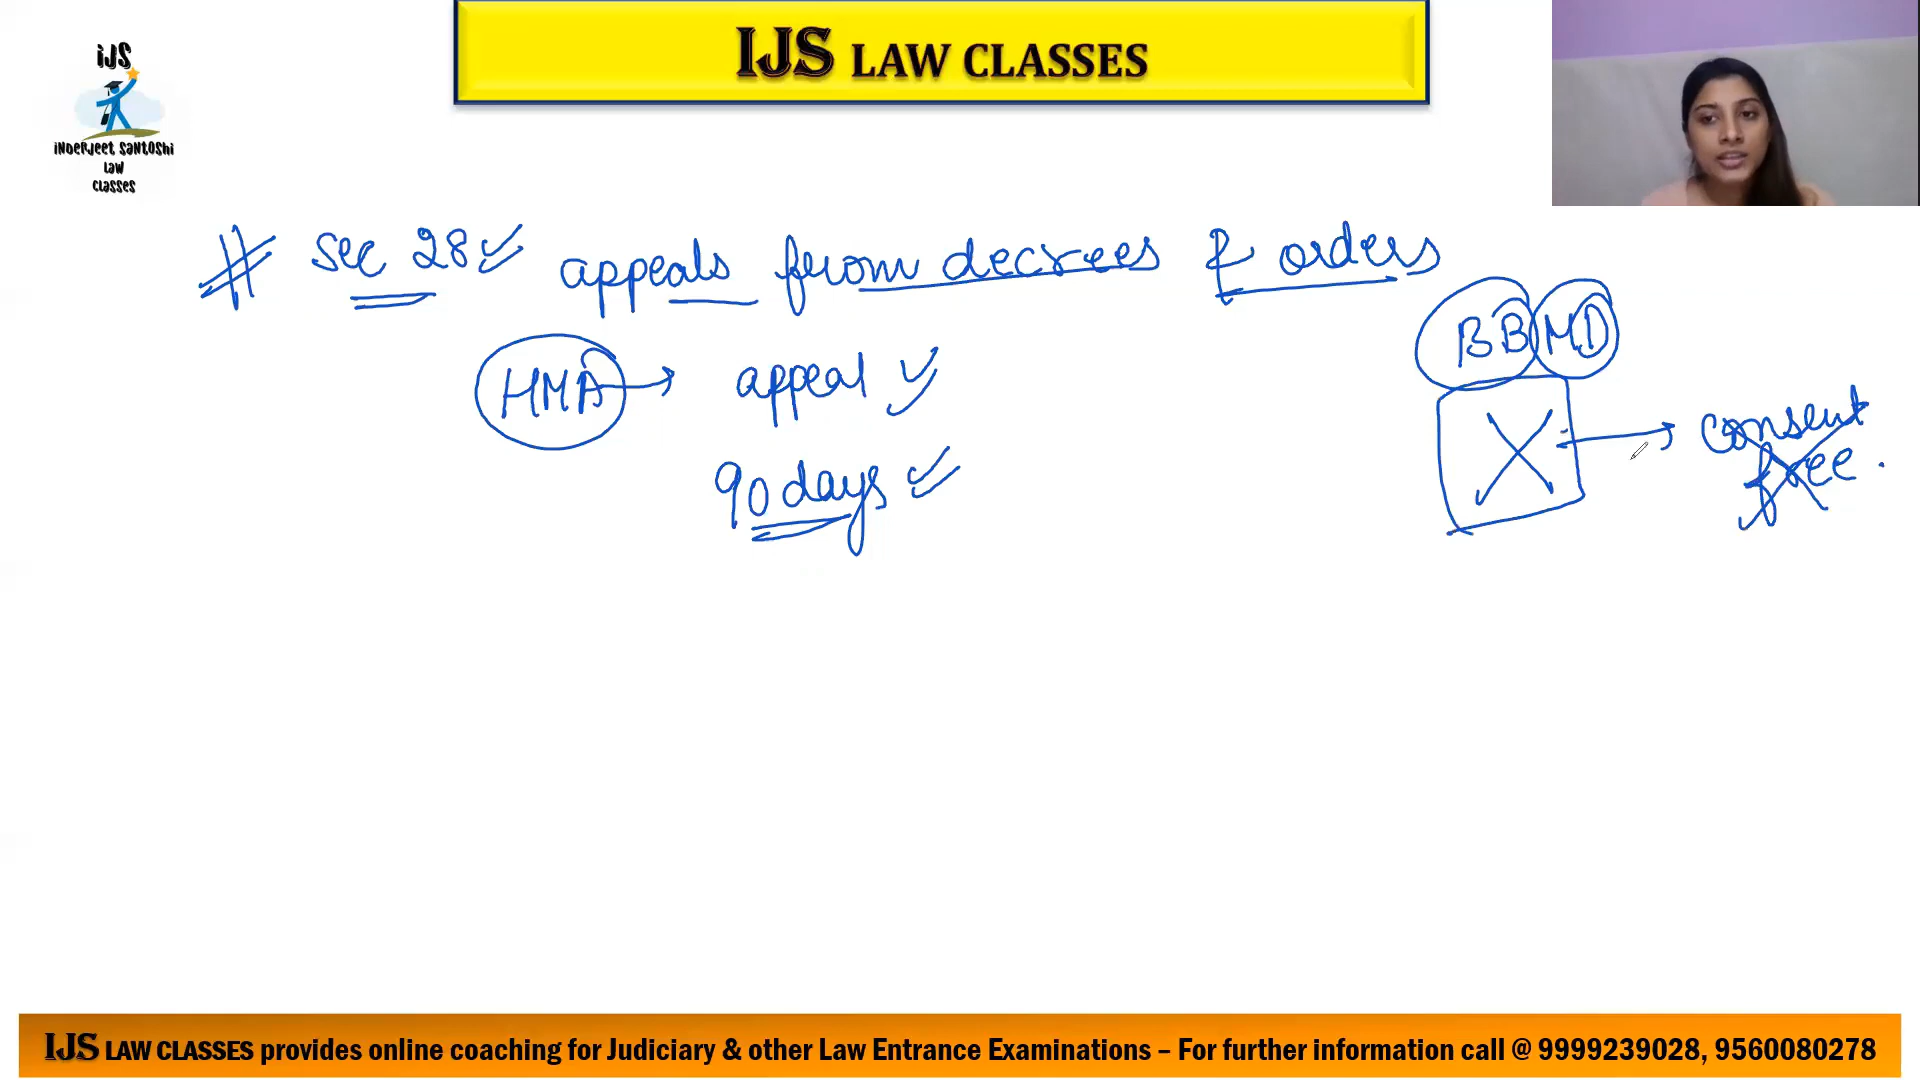 iJS
iNDERJEET SANTOSHi
LAW
CLASSES
IJS LAW CLASSES
# Sec 28 appeals from decrees & orders
BB MD
HMA → appeal
consent
free.
90 days
IJS LAW CLASSES provides online coaching for Judiciary & other Law Entrance Examinations – For further information call @ 9999239028, 9560080278